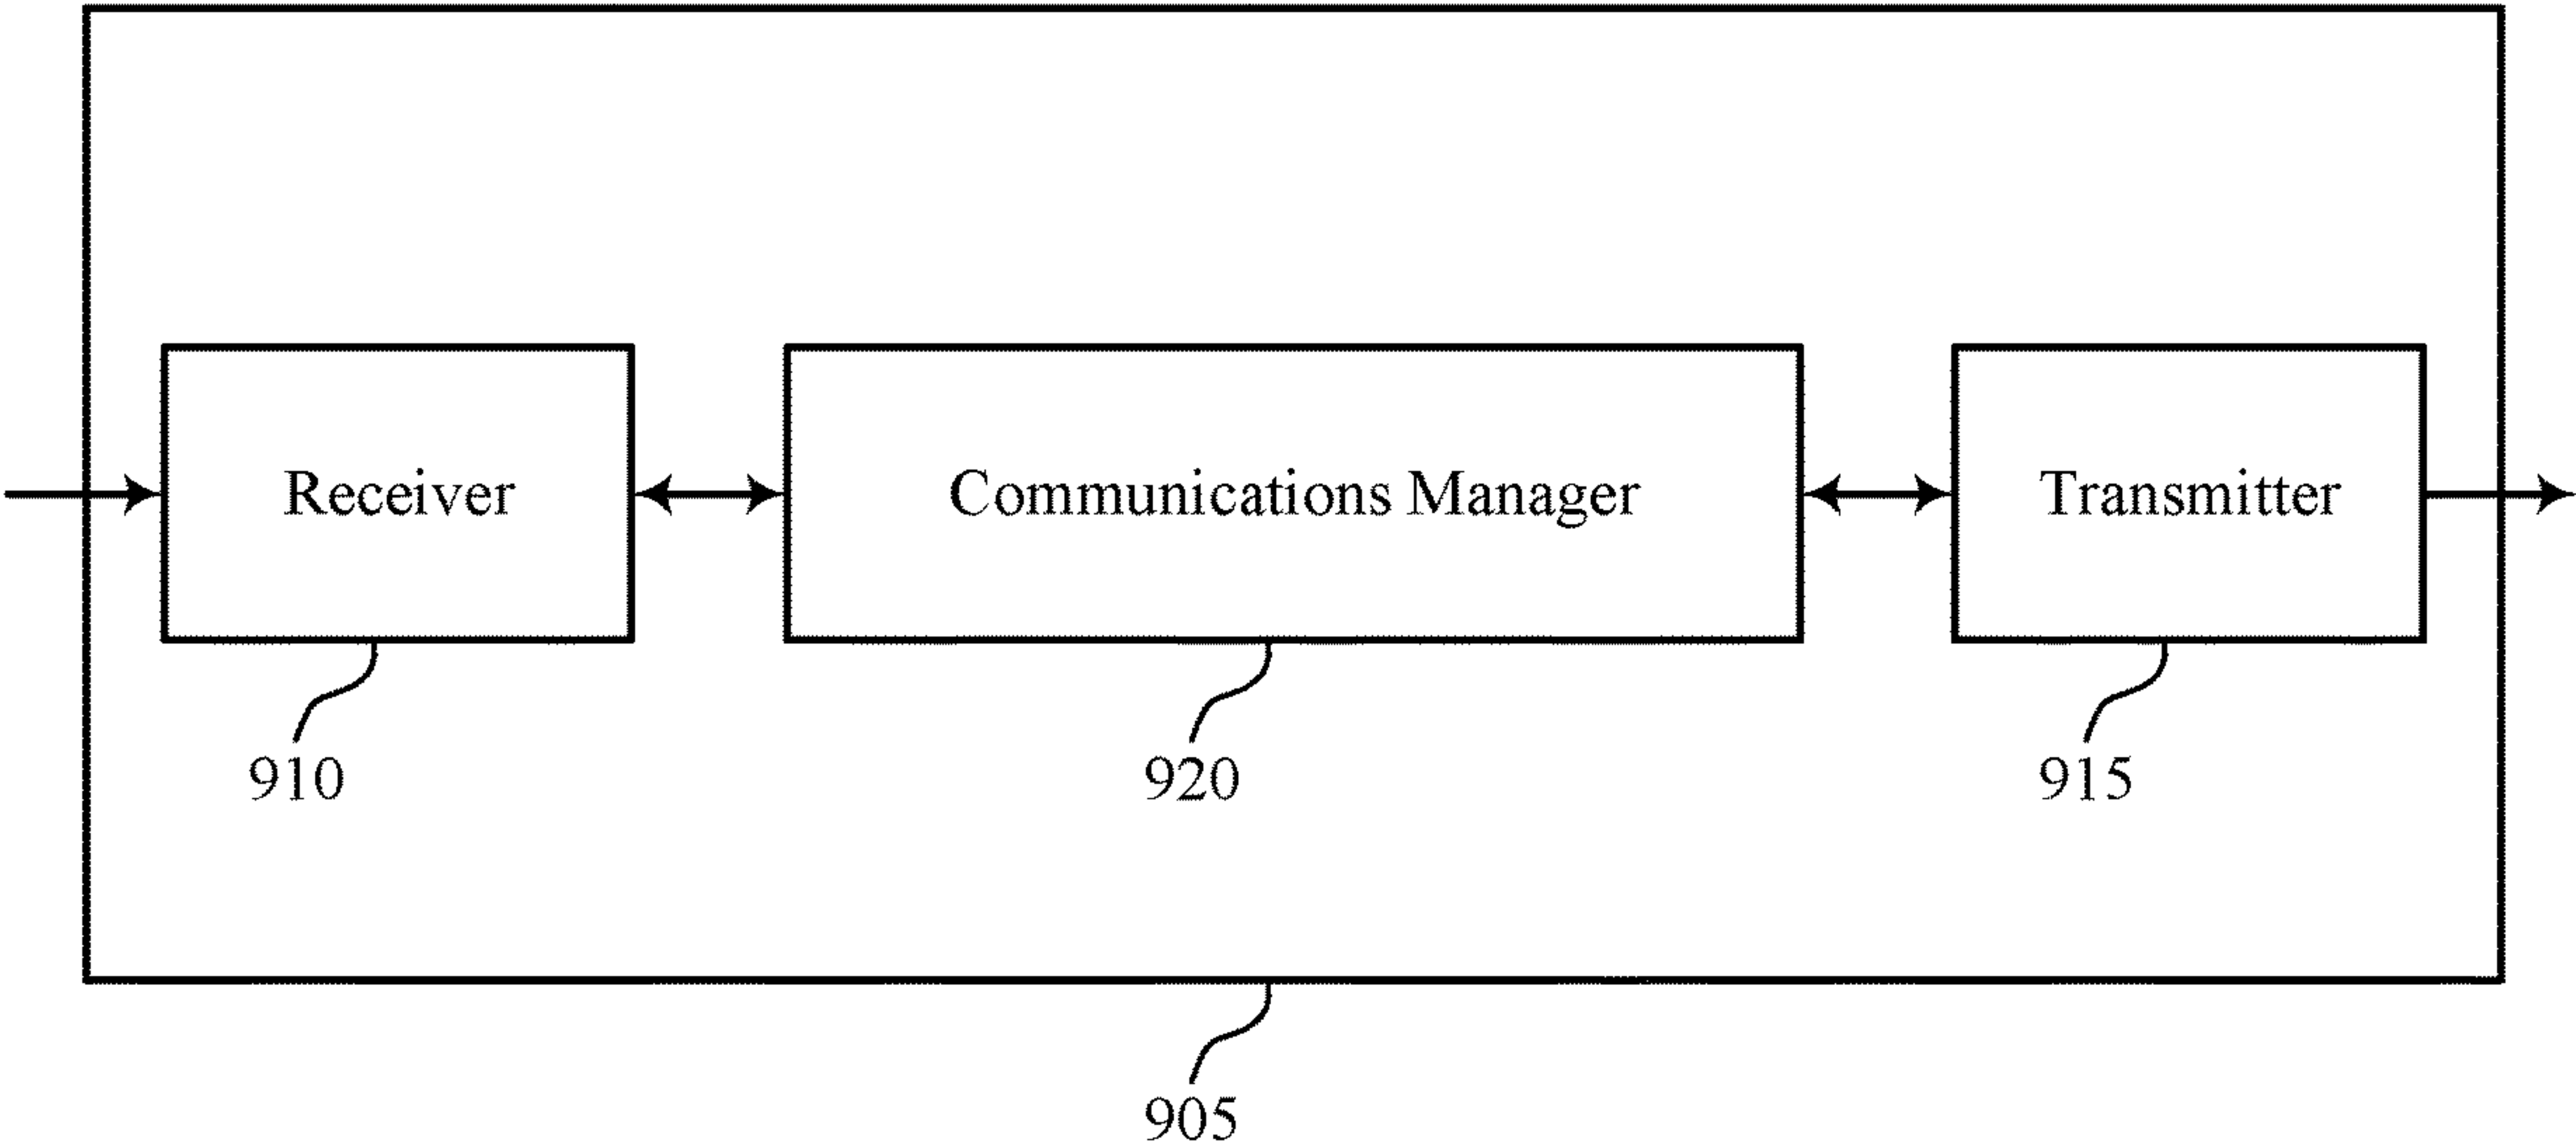 Receiver
Communications Manager
Transmitter
910
920
915
905